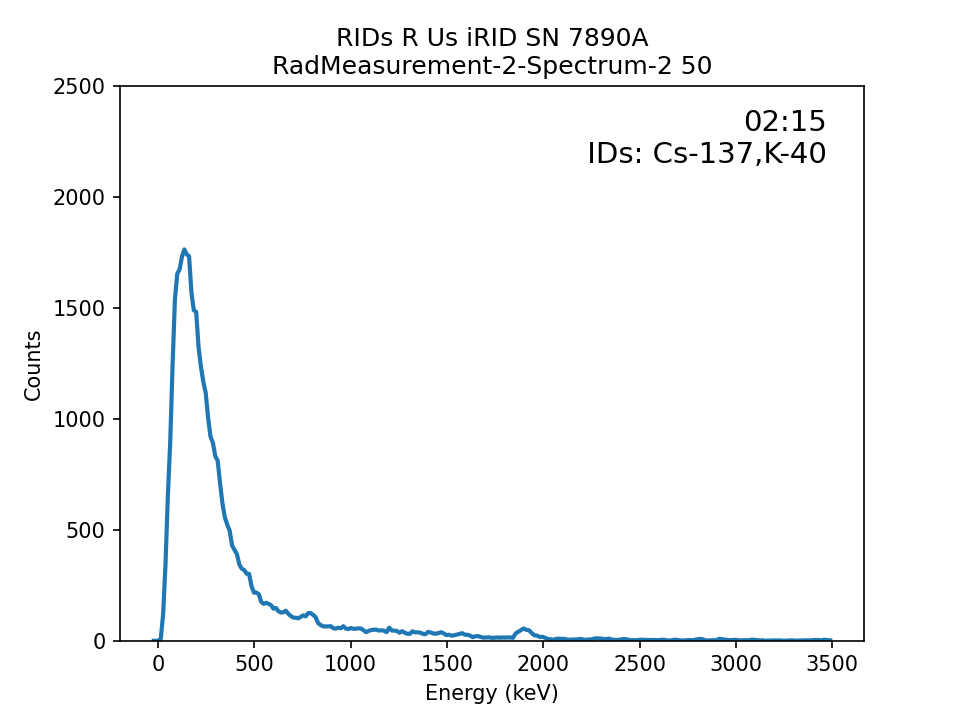 RIDs R Us iRID SN 7890A
RadMeasurement-2-Spectrum-2 50
02:15
IDs: Cs-137,K-40
2500
2000
1500
1000
500
0
Counts
0 500 1000 1500 2000 2500 3000 3500
Energy (keV)